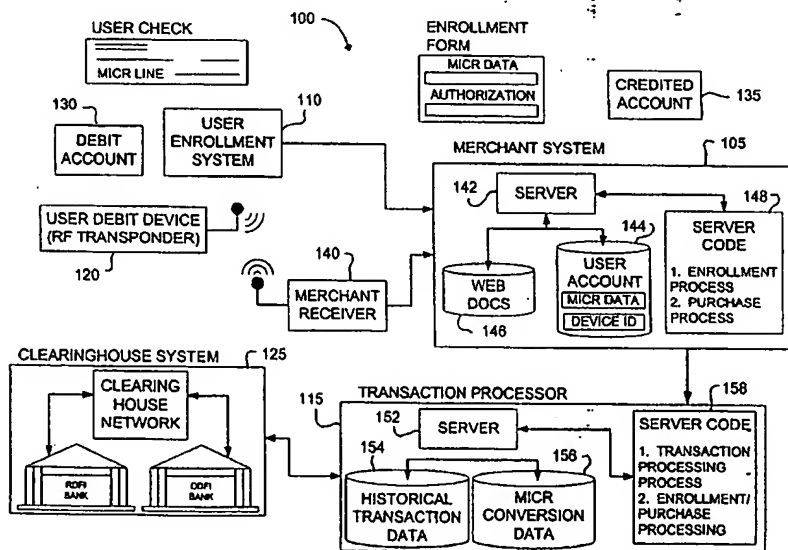 USER CHECK
MICR LINE
100
ENROLLMENT
FORM
MICR DATA
AUTHORIZATION
CREDITED
ACCOUNT
135
130
DEBIT
ACCOUNT
USER
ENROLLMENT
SYSTEM
110
MERCHANT SYSTEM
105
142
SERVER
148
SERVER
CODE
1. ENROLLMENT
PROCESS
2. PURCHASE
PROCESS
144
USER
ACCOUNT
MICR DATA
DEVICE ID
WEB
DOCS
146
USER DEBIT DEVICE
(RF TRANSPONDER)
120
140
MERCHANT
RECEIVER
CLEARINGHOUSE SYSTEM
125
CLEARING
HOUSE
NETWORK
RDFI
BANK
ODFI
BANK
TRANSACTION PROCESSOR
115
152
SERVER
154
HISTORICAL
TRANSACTION
DATA
156
MICR
CONVERSION
DATA
158
SERVER CODE
1. TRANSACTION
PROCESSING
PROCESS
2. ENROLLMENT/
PURCHASE
PROCESSING